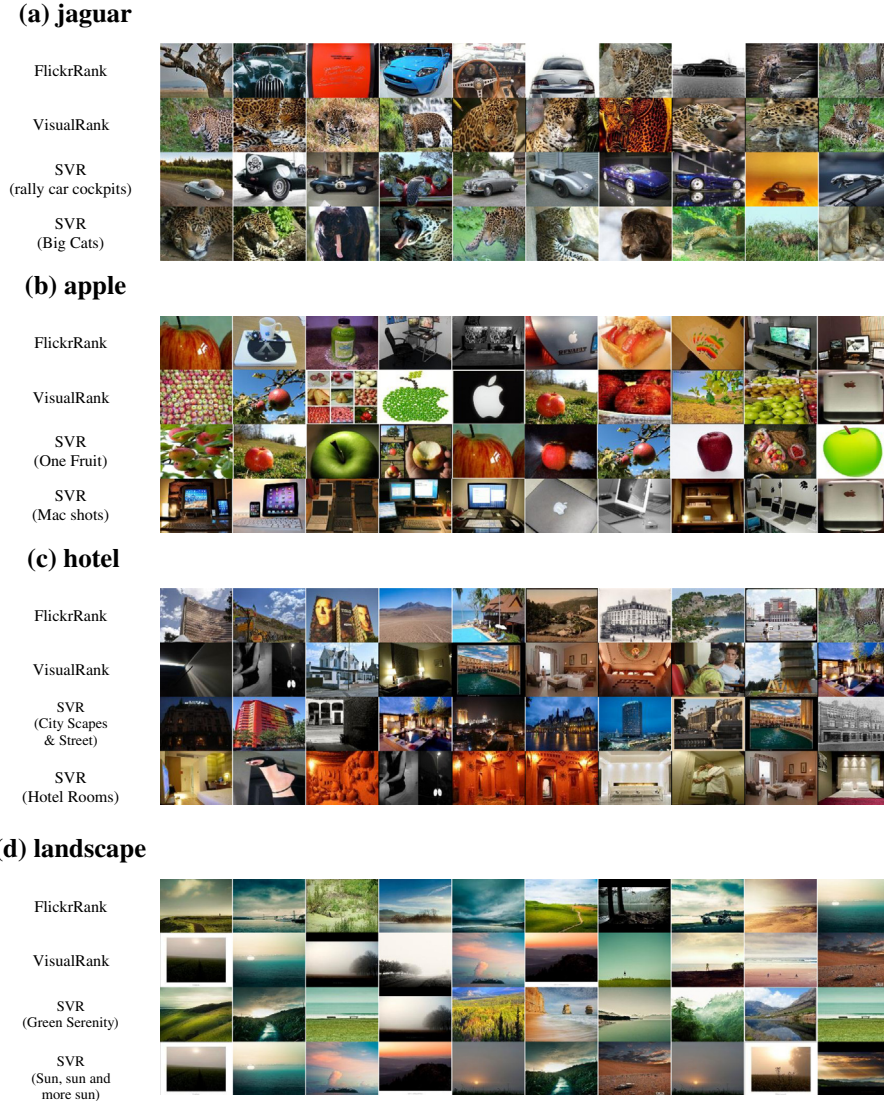 (a) jaguar
FlickrRank
VisualRank
SVR
(rally car cockpits)
SVR
(Big Cats)
(b) apple
FlickrRank
VisualRank
SVR
(One Fruit)
SVR
(Mac shots)
(c) hotel
FlickrRank
VisualRank
SVR
(City Scapes
& Street)
SVR
(Hotel Rooms)
(d) landscape
FlickrRank
VisualRank
SVR
(Green Serenity)
SVR
(Sun, sun and
more sun)